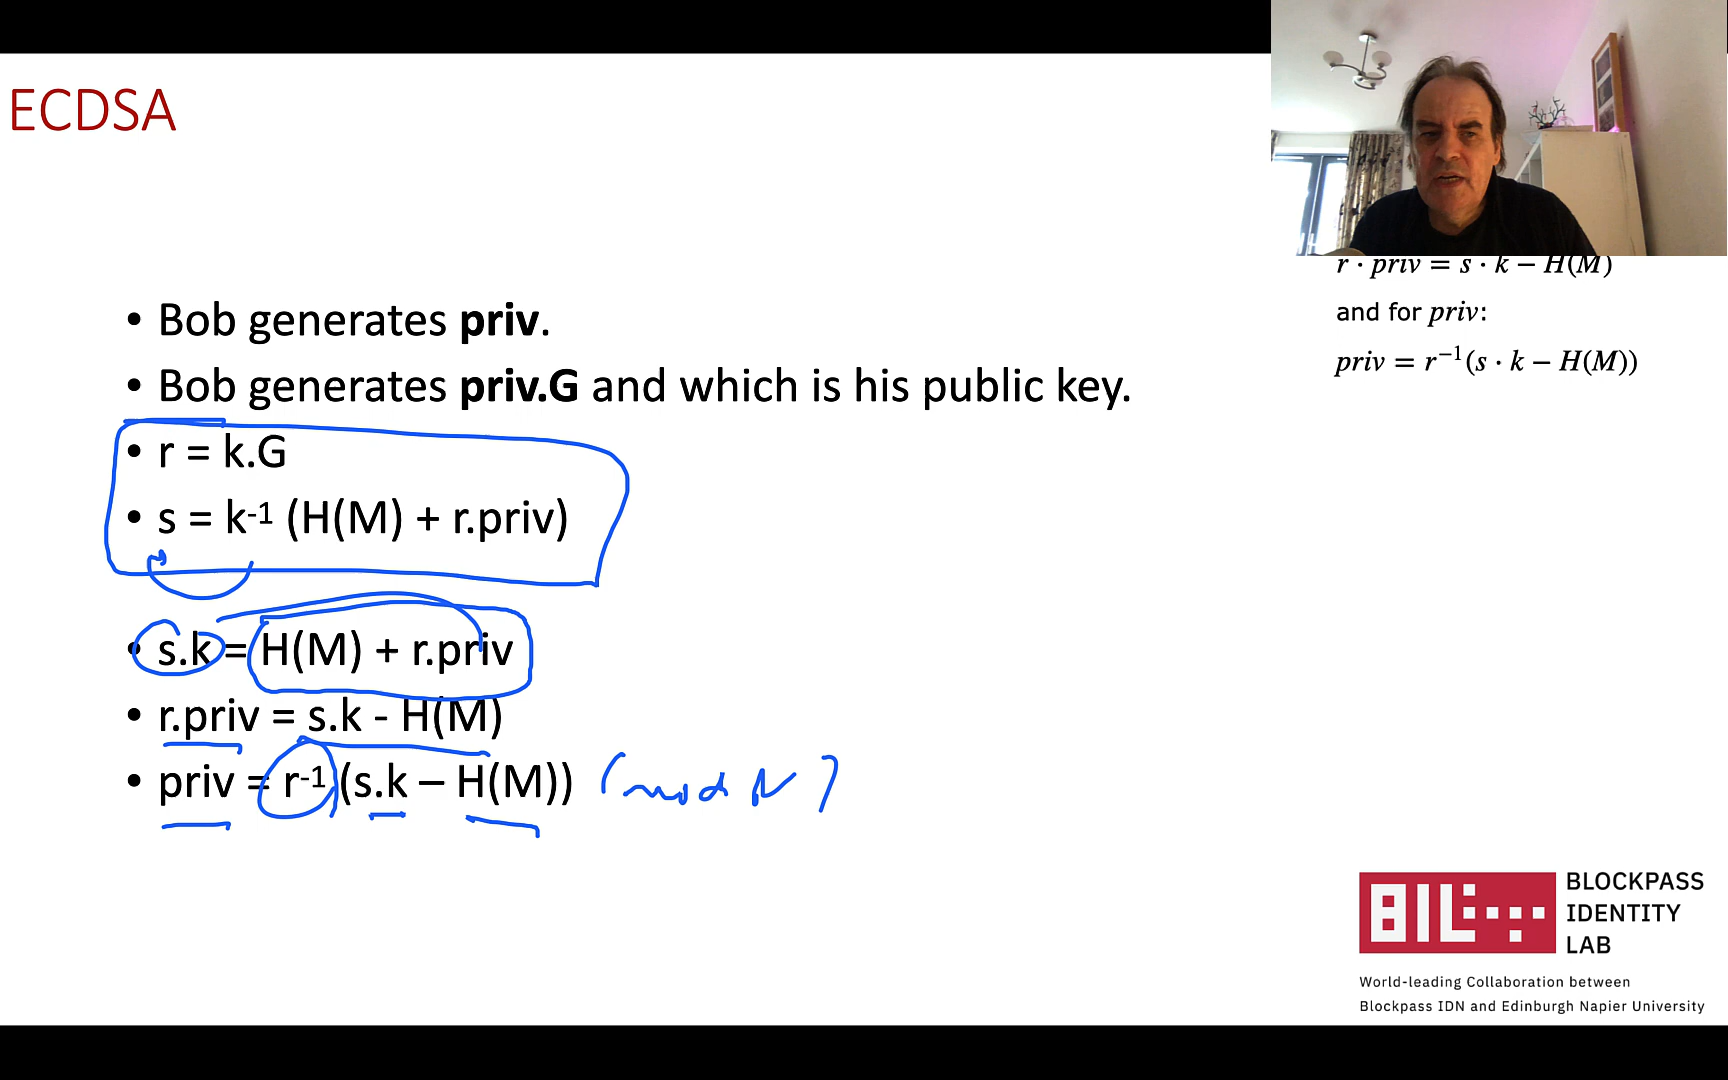 ECDSA
r · priv = s · k − H(M)
and for priv:
priv = r⁻¹(s · k − H(M))
• Bob generates priv.
• Bob generates priv.G and which is his public key.
• r = k.G
• s = k-1 (H(M) + r.priv)
• s.k = H(M) + r.priv
• r.priv = s.k - H(M)
• priv = r-1 (s.k – H(M)) (mod N)
BLOCKPASS
IDENTITY
LAB
World-leading Collaboration between
Blockpass IDN and Edinburgh Napier University